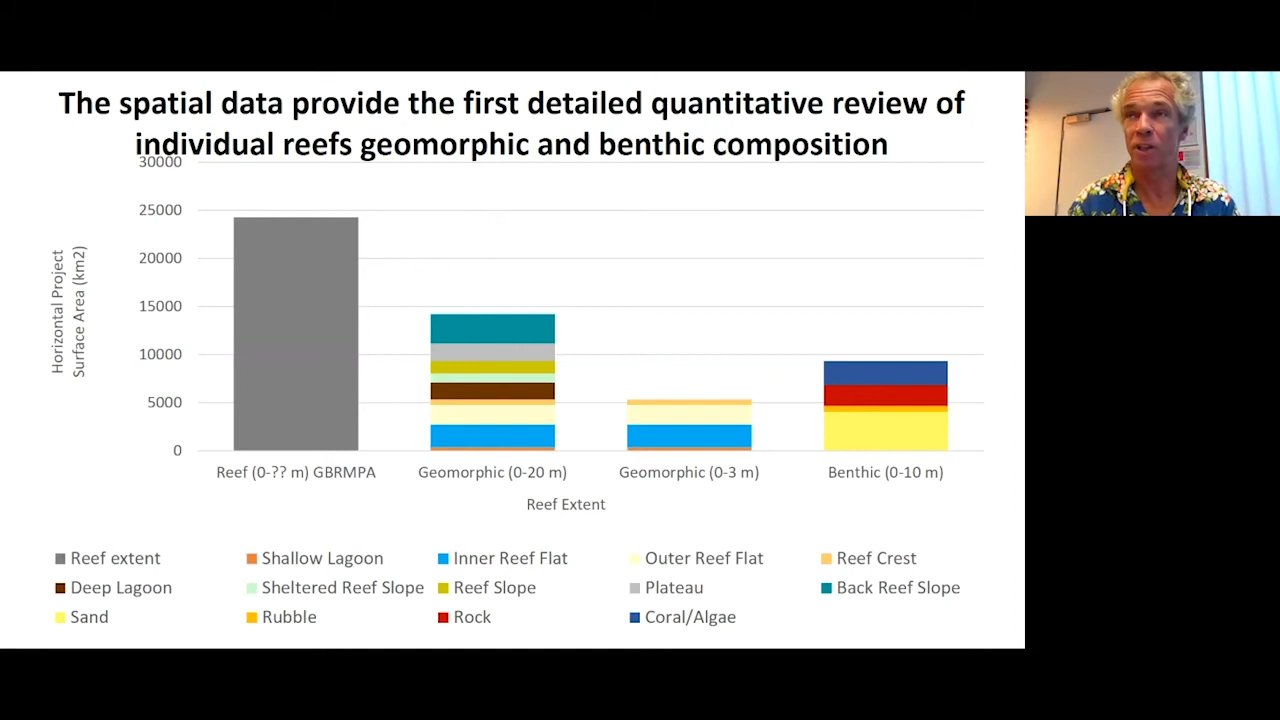 The spatial data provide the first detailed quantitative review of
individual reefs geomorphic and benthic composition
30000
25000
20000
15000
10000
5000
0
Horizontal Project
Surface Area (km2)
Reef (0-?? m) GBRMPA
Geomorphic (0-20 m)
Geomorphic (0-3 m)
Benthic (0-10 m)
Reef Extent
Reef extent
Shallow Lagoon
Inner Reef Flat
Outer Reef Flat
Reef Crest
Deep Lagoon
Sheltered Reef Slope
Reef Slope
Plateau
Back Reef Slope
Sand
Rubble
Rock
Coral/Algae